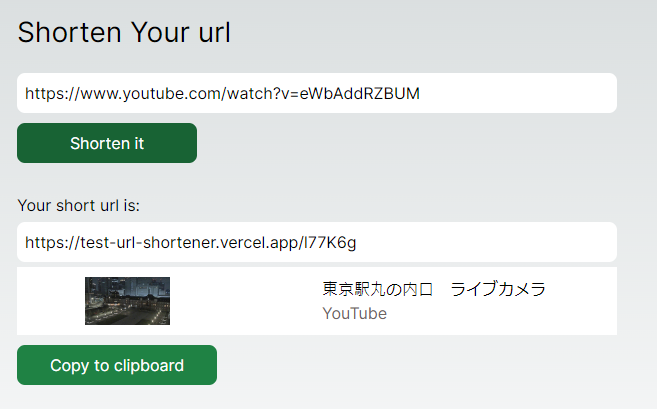 Shorten Your url
https://www.youtube.com/watch?v=eWbAddRZBUM
Shorten it
Your short url is:
https://test-url-shortener.vercel.app/l77K6g
東京駅丸の内口　ライブカメラ
YouTube
Copy to clipboard